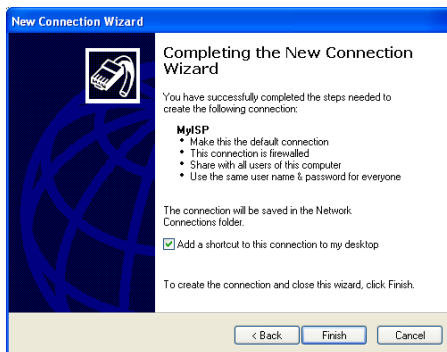 New Connection Wizard
Completing the New Connection
Wizard
You have successfully completed the steps needed to
create the following connection:
MyISP
• Make this the default connection
• This connection is firewalled
• Share with all users of this computer
• Use the same user name & password for everyone
The connection will be saved in the Network
Connections folder.
Add a shortcut to this connection to my desktop
To create the connection and close this wizard, click Finish.
< Back Finish Cancel